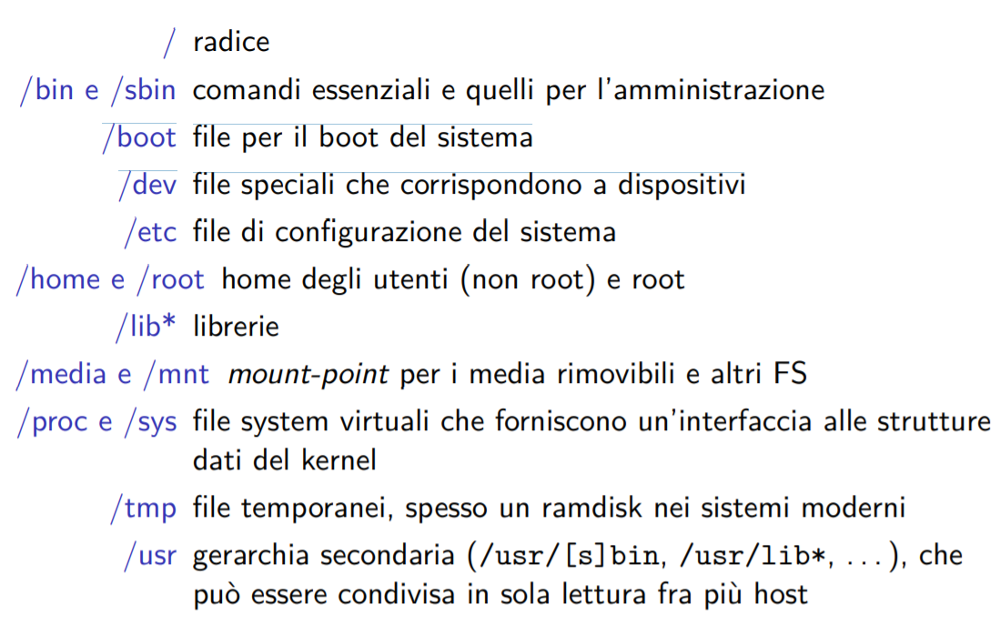 / radice
/bin e /sbin comandi essenziali e quelli per l'amministrazione
/boot file per il boot del sistema
/dev file speciali che corrispondono a dispositivi
/etc file di configurazione del sistema
/home e /root home degli utenti (non root) e root
/lib* librerie
/media e /mnt mount-point per i media rimovibili e altri FS
/proc e /sys file system virtuali che forniscono un'interfaccia alle strutture
dati del kernel
/tmp file temporanei, spesso un ramdisk nei sistemi moderni
/usr gerarchia secondaria (/usr/[s]bin, /usr/lib*, ...), che
può essere condivisa in sola lettura fra più host